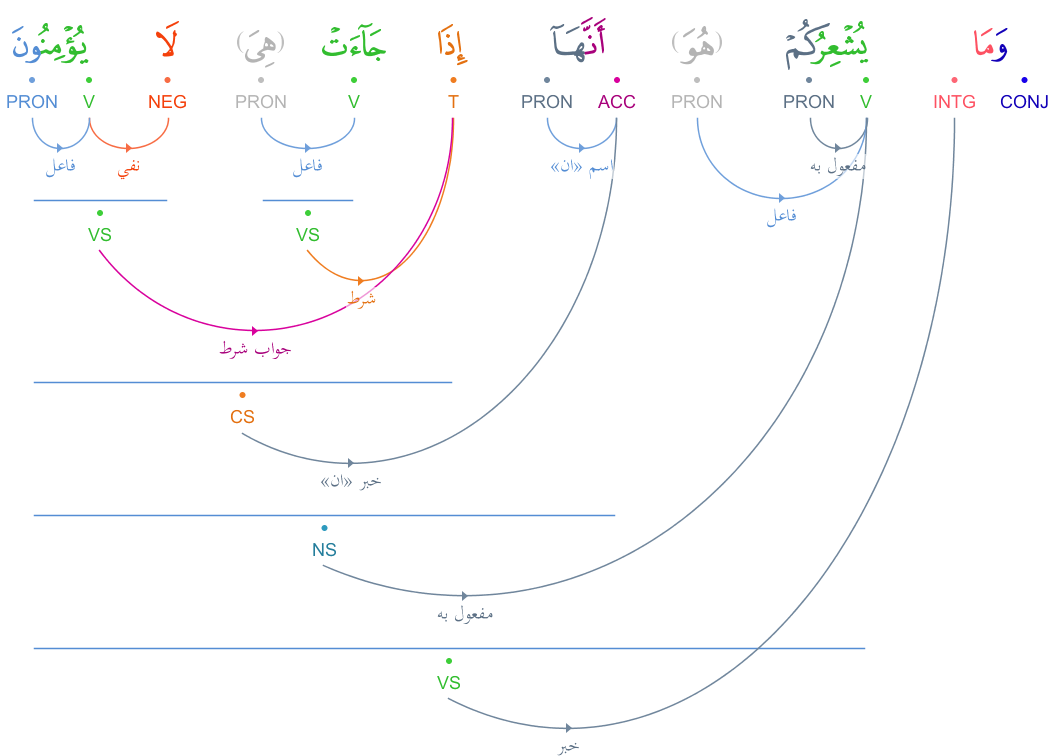 وَمَا يُشْعِرُكُمْ (هُوَ) أَنَّهَآ إِذَا جَآءَتْ (هِيَ) لَا يُؤْمِنُونَ
CONJ INTG V PRON PRON ACC PRON T V PRON NEG V PRON
مفعول به اسم «ان» فاعل نفي فاعل
فاعل
VS VS
شرط
جواب شرط
CS
خبر «ان»
NS
مفعول به
VS
خبر